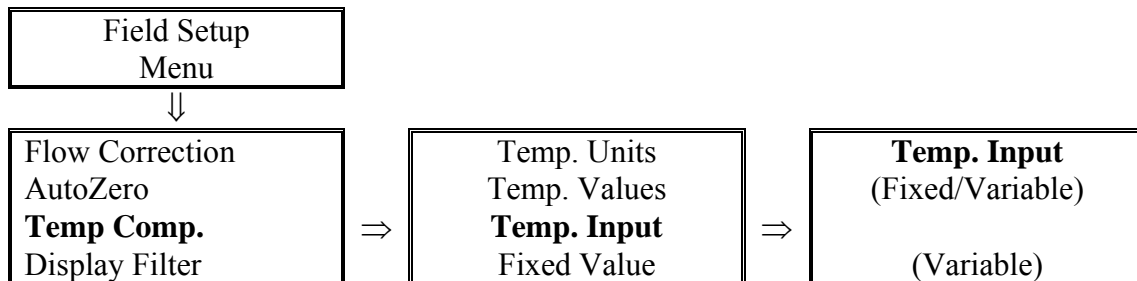 Field Setup
Menu
⇓
Flow Correction
AutoZero
Temp Comp.
Display Filter
⇒
Temp. Units
Temp. Values
Temp. Input
Fixed Value
⇒
Temp. Input
(Fixed/Variable)
(Variable)